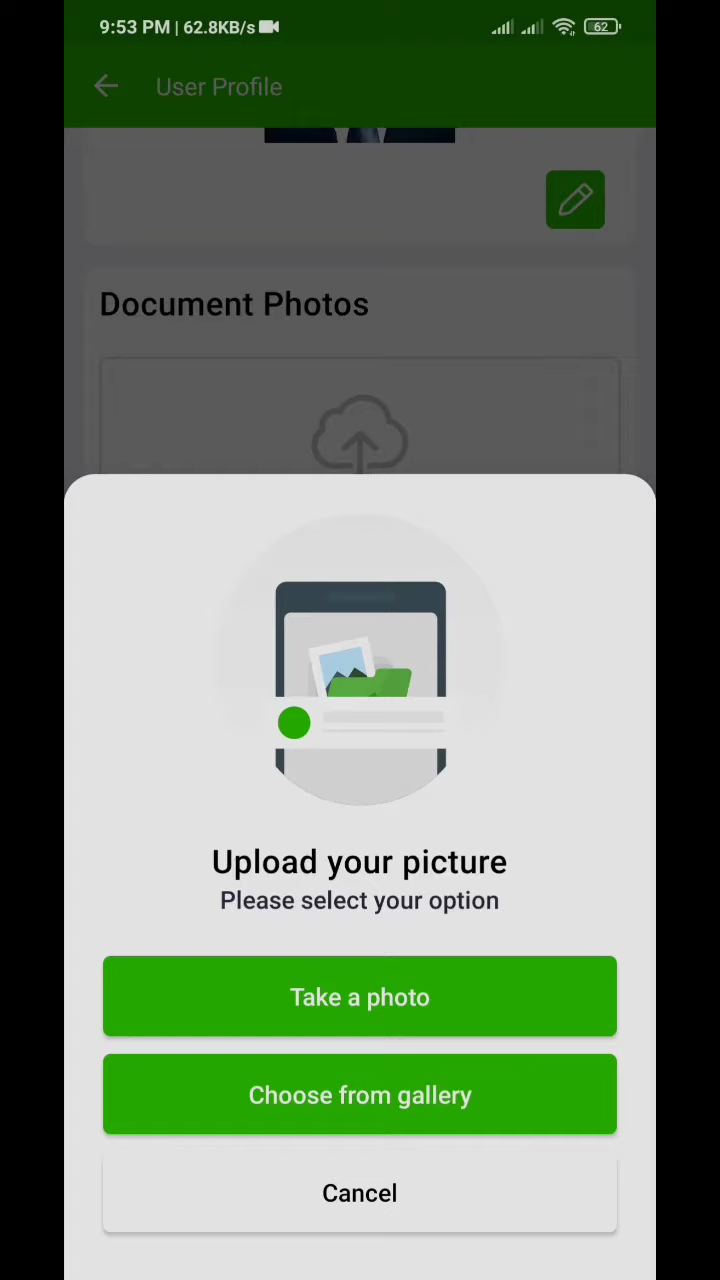 9:53 PM | 62.8KB/s
62
User Profile
Document Photos
Upload your picture
Please select your option
Take a photo
Choose from gallery
Cancel